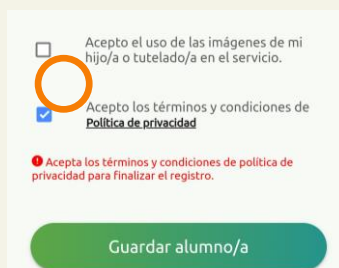 Acepto el uso de las imágenes de mi
hijo/a o tutelado/a en el servicio.
Acepto los términos y condiciones de
Política de privacidad
Acepta los términos y condiciones de política de
privacidad para finalizar el registro.
Guardar alumno/a